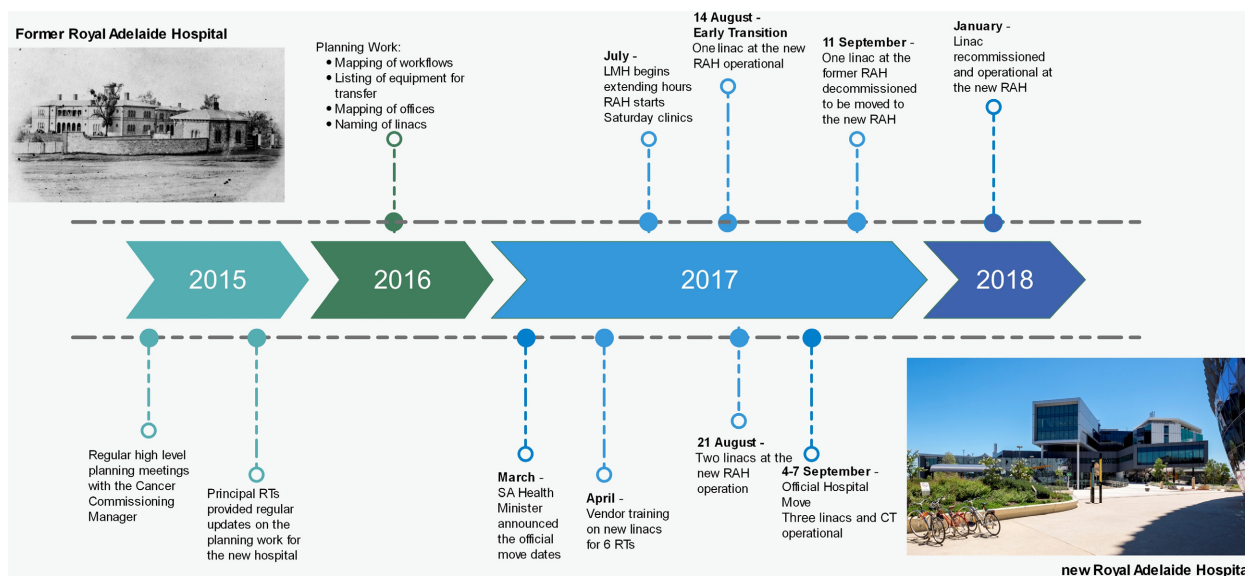 Former Royal Adelaide Hospital
Planning Work:
• Mapping of workflows
• Listing of equipment for
transfer
• Mapping of offices
• Naming of linacs
July -
LMH begins
extending hours
RAH starts
Saturday clinics
14 August -
Early Transition
One linac at the new
RAH operational
11 September -
One linac at the
former RAH
decommissioned
to be moved to
the new RAH
January -
Linac
recommissioned
and operational at
the new RAH
2015
2016
2017
2018
Regular high level
planning meetings
with the Cancer
Commissioning
Manager
Principal RTs
provided regular
updates on the
planning work for
the new hospital
March -
SA Health
Minister
announced
the official
move dates
April -
Vendor training
on new linacs
for 6 RTs
21 August -
Two linacs at the
new RAH
operation
4-7 September -
Official Hospital
Move
Three linacs and CT
operational
new Royal Adelaide Hospita